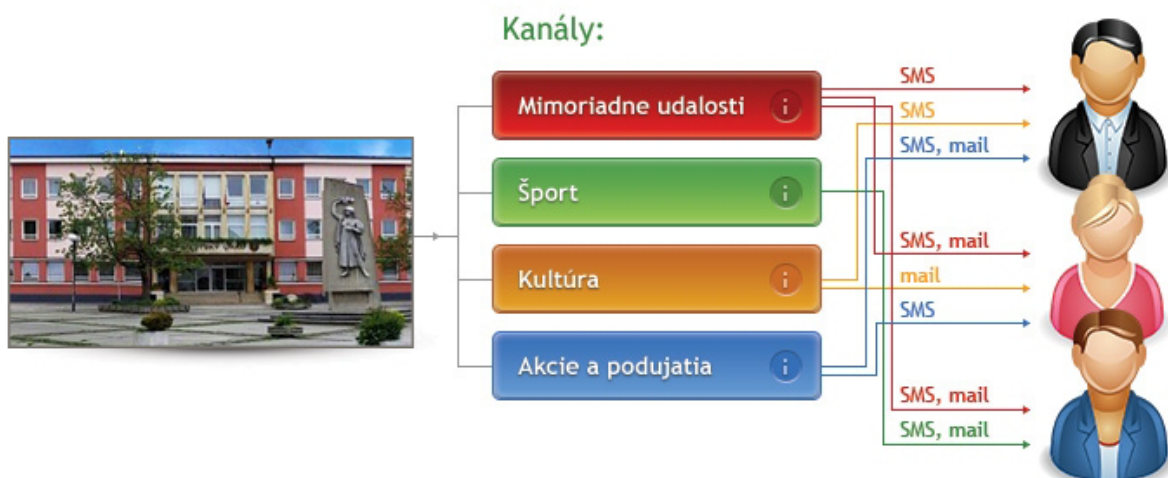 Kanály:
Mimoriadne udalosti
Šport
Kultúra
Akcie a podujatia
SMS
SMS
SMS, mail
SMS, mail
mail
SMS
SMS, mail
SMS, mail